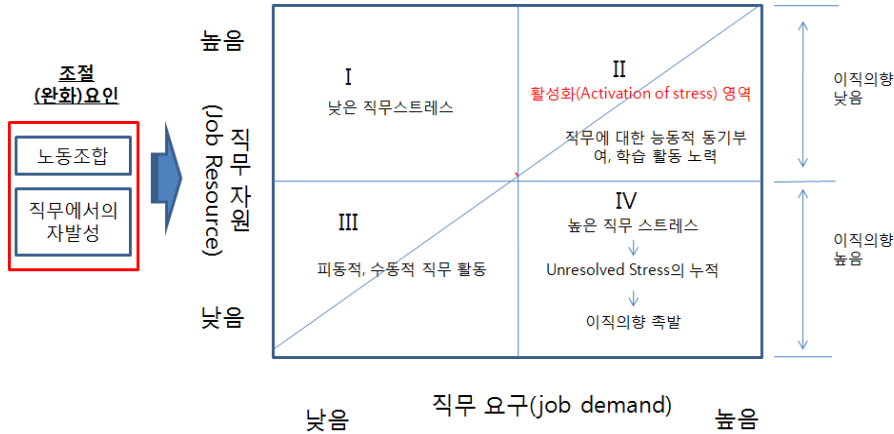 조절
(완화)요인
노동조합
직무에서의
자발성
높음
직무 자원
(Job Resource)
낮음
I
낮은 직무스트레스
II
활성화(Activation of stress) 영역
직무에 대한 능동적 동기부
여, 학습 활동 노력
III
피동적, 수동적 직무 활동
IV
높은 직무 스트레스
Unresolved Stress의 누적
이직의향 촉발
이직의향
낮음
이직의향
높음
낮음
직무 요구(job demand)
높음